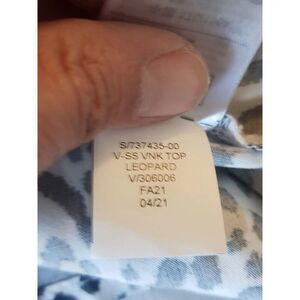 S/737435-00
V-SS VNK TOP
LEOPARD
V/306006
FA21
04/21